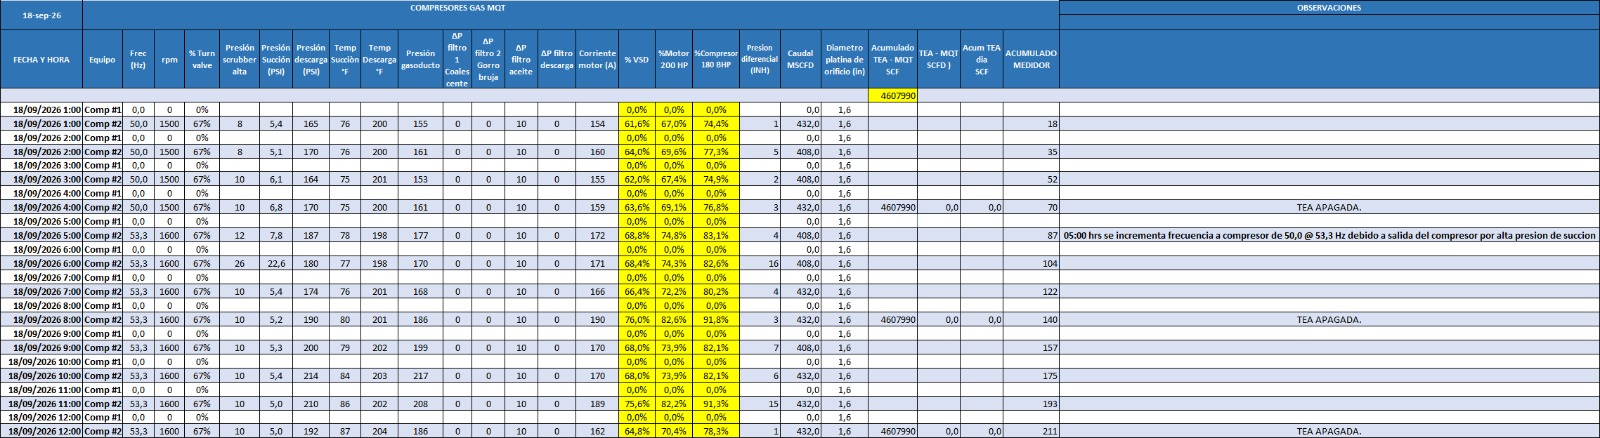 18-sep-26 COMPRESORES GAS MQT OBSERVACIONES
FECHA Y HORA Equipo Frec (Hz) rpm % Turn valve Presión scrubber alta Presión Succión (PSI) Presión descarga (PSI) Temp Succión °F Temp Descarga °F Presión gasoducto ΔP filtro 1 Coales cente ΔP filtro 2 Gorro bruja ΔP filtro aceite ΔP filtro descarga Corriente motor (A) % VSD %Motor 200 HP %Compresor 180 BHP Presion diferencial (INH) Caudal MSCFD Diametro platina de orificio (in) Acumulado TEA - MQT SCF TEA - MQT SCFD ) Acum TEA dia SCF ACUMULADO MEDIDOR
4607990
18/09/2026 1:00 Comp #1 0,0 0 0% 0,0% 0,0% 0,0% 0,0 1,6
18/09/2026 1:00 Comp #2 50,0 1500 67% 8 5,4 165 76 200 155 0 0 10 0 154 61,6% 67,0% 74,4% 1 432,0 1,6 18
18/09/2026 2:00 Comp #1 0,0 0 0% 0,0% 0,0% 0,0% 0,0 1,6
18/09/2026 2:00 Comp #2 50,0 1500 67% 8 5,1 170 76 200 161 0 0 10 0 160 64,0% 69,6% 77,3% 5 408,0 1,6 35
18/09/2026 3:00 Comp #1 0,0 0 0% 0,0% 0,0% 0,0% 0,0 1,6
18/09/2026 3:00 Comp #2 50,0 1500 67% 10 6,1 164 75 201 153 0 0 10 0 155 62,0% 67,4% 74,9% 2 408,0 1,6 52
18/09/2026 4:00 Comp #1 0,0 0 0% 0,0% 0,0% 0,0% 0,0 1,6
18/09/2026 4:00 Comp #2 50,0 1500 67% 10 6,8 170 75 200 161 0 0 10 0 159 63,6% 69,1% 76,8% 3 432,0 1,6 4607990 0,0 0,0 70 TEA APAGADA.
18/09/2026 5:00 Comp #1 0,0 0 0% 0,0% 0,0% 0,0% 0,0 1,6
18/09/2026 5:00 Comp #2 53,3 1600 67% 12 7,8 187 78 198 177 0 0 10 0 172 68,8% 74,8% 83,1% 4 408,0 1,6 87 05:00 hrs se incrementa frecuencia a compresor de 50,0 @ 53,3 Hz debido a salida del compresor por alta presion de succion
18/09/2026 6:00 Comp #1 0,0 0 0% 0,0% 0,0% 0,0% 0,0 1,6
18/09/2026 6:00 Comp #2 53,3 1600 67% 26 22,6 180 77 198 170 0 0 10 0 171 68,4% 74,3% 82,6% 16 408,0 1,6 104
18/09/2026 7:00 Comp #1 0,0 0 0% 0,0% 0,0% 0,0% 0,0 1,6
18/09/2026 7:00 Comp #2 53,3 1600 67% 10 5,4 174 76 201 168 0 0 10 0 166 66,4% 72,2% 80,2% 4 432,0 1,6 122
18/09/2026 8:00 Comp #1 0,0 0 0% 0,0% 0,0% 0,0% 0,0 1,6
18/09/2026 8:00 Comp #2 53,3 1600 67% 10 5,2 190 80 201 186 0 0 10 0 190 76,0% 82,6% 91,8% 3 432,0 1,6 4607990 0,0 0,0 140 TEA APAGADA.
18/09/2026 9:00 Comp #1 0,0 0 0% 0,0% 0,0% 0,0% 0,0 1,6
18/09/2026 9:00 Comp #2 53,3 1600 67% 10 5,3 200 79 202 199 0 0 10 0 170 68,0% 73,9% 82,1% 7 408,0 1,6 157
18/09/2026 10:00 Comp #1 0,0 0 0% 0,0% 0,0% 0,0% 0,0 1,6
18/09/2026 10:00 Comp #2 53,3 1600 67% 10 5,4 214 84 203 217 0 0 10 0 170 68,0% 73,9% 82,1% 6 432,0 1,6 175
18/09/2026 11:00 Comp #1 0,0 0 0% 0,0% 0,0% 0,0% 0,0 1,6
18/09/2026 11:00 Comp #2 53,3 1600 67% 10 5,0 210 86 202 208 0 0 10 0 189 75,6% 82,2% 91,3% 15 432,0 1,6 193
18/09/2026 12:00 Comp #1 0,0 0 0% 0,0% 0,0% 0,0% 0,0 1,6
18/09/2026 12:00 Comp #2 53,3 1600 67% 10 5,0 192 87 204 186 0 0 10 0 162 64,8% 70,4% 78,3% 1 432,0 1,6 4607990 0,0 0,0 211 TEA APAGADA.